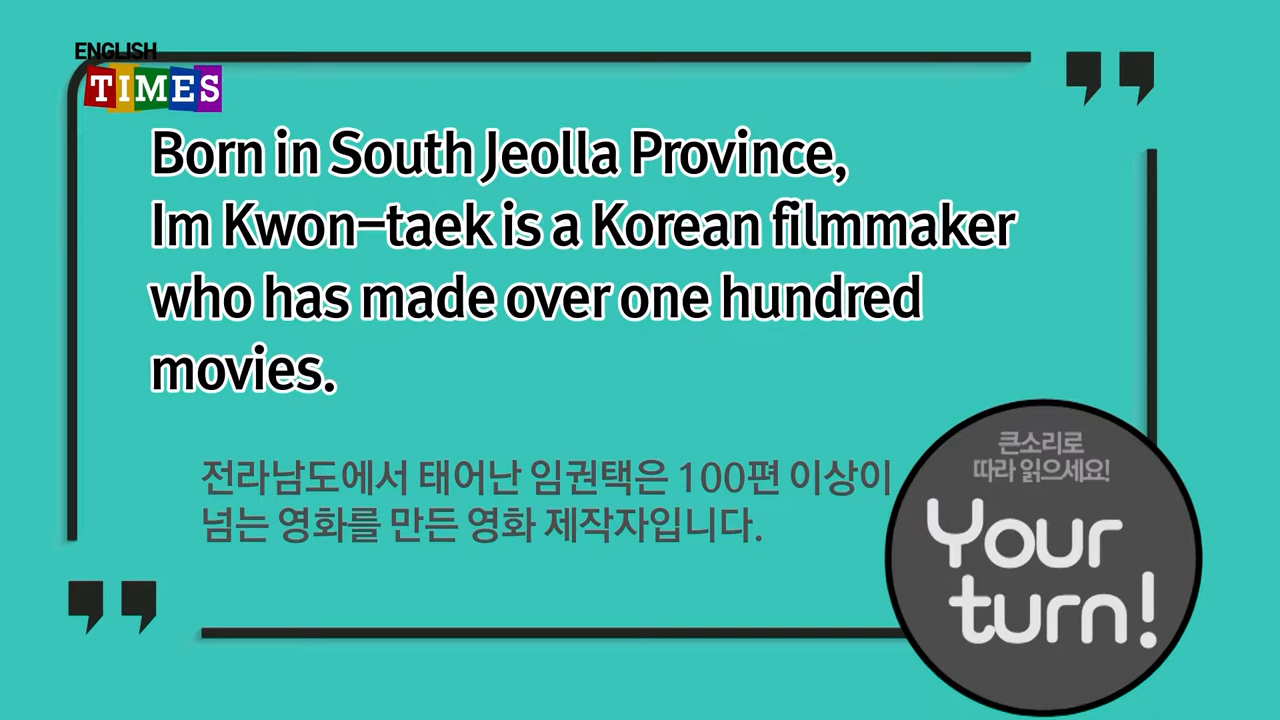 ENGLISH
TIMES
Born in South Jeolla Province,
Im Kwon-taek is a Korean filmmaker
who has made over one hundred
movies.
전라남도에서 태어난 임권택은 100편 이상이
넘는 영화를 만든 영화 제작자입니다.
큰소리로
따라 읽으세요!
Your
turn!